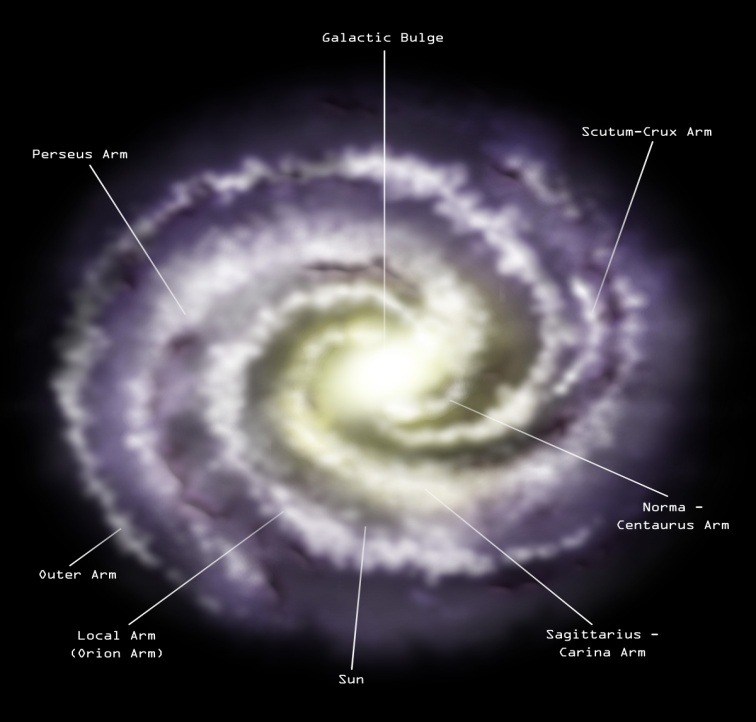 Galactic Bulge
Scutum-Crux Arm
Perseus Arm
Norma -
Centaurus Arm
Outer Arm
Local Arm
(Orion Arm)
Sagittarius -
Carina Arm
Sun